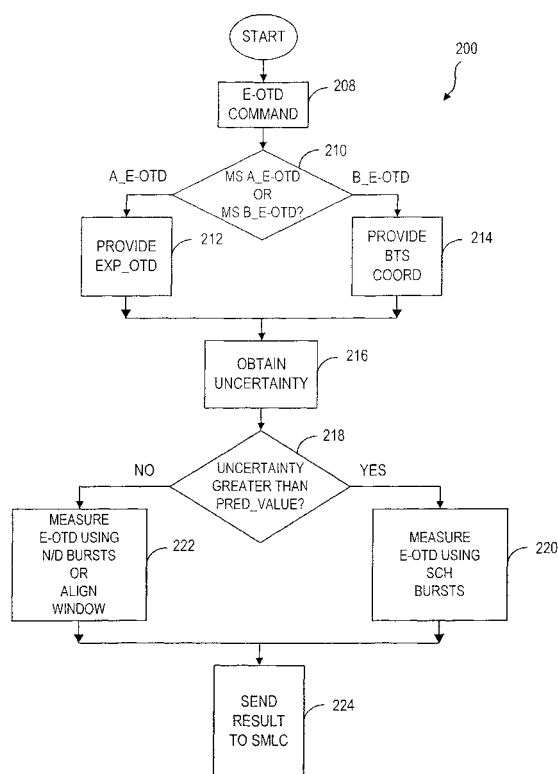 START
200
E-OTD
COMMAND
208
210
A_E-OTD
MS A_E-OTD
OR
MS B_E-OTD?
B_E-OTD
PROVIDE
EXP_OTD
212
PROVIDE
BTS
COORD
214
OBTAIN
UNCERTAINTY
216
218
NO
UNCERTAINTY
GREATER THAN
PRED_VALUE?
YES
MEASURE
E-OTD USING
N/D BURSTS
OR
ALIGN
WINDOW
222
MEASURE
E-OTD USING
SCH
BURSTS
220
SEND
RESULT
TO SMLC
224